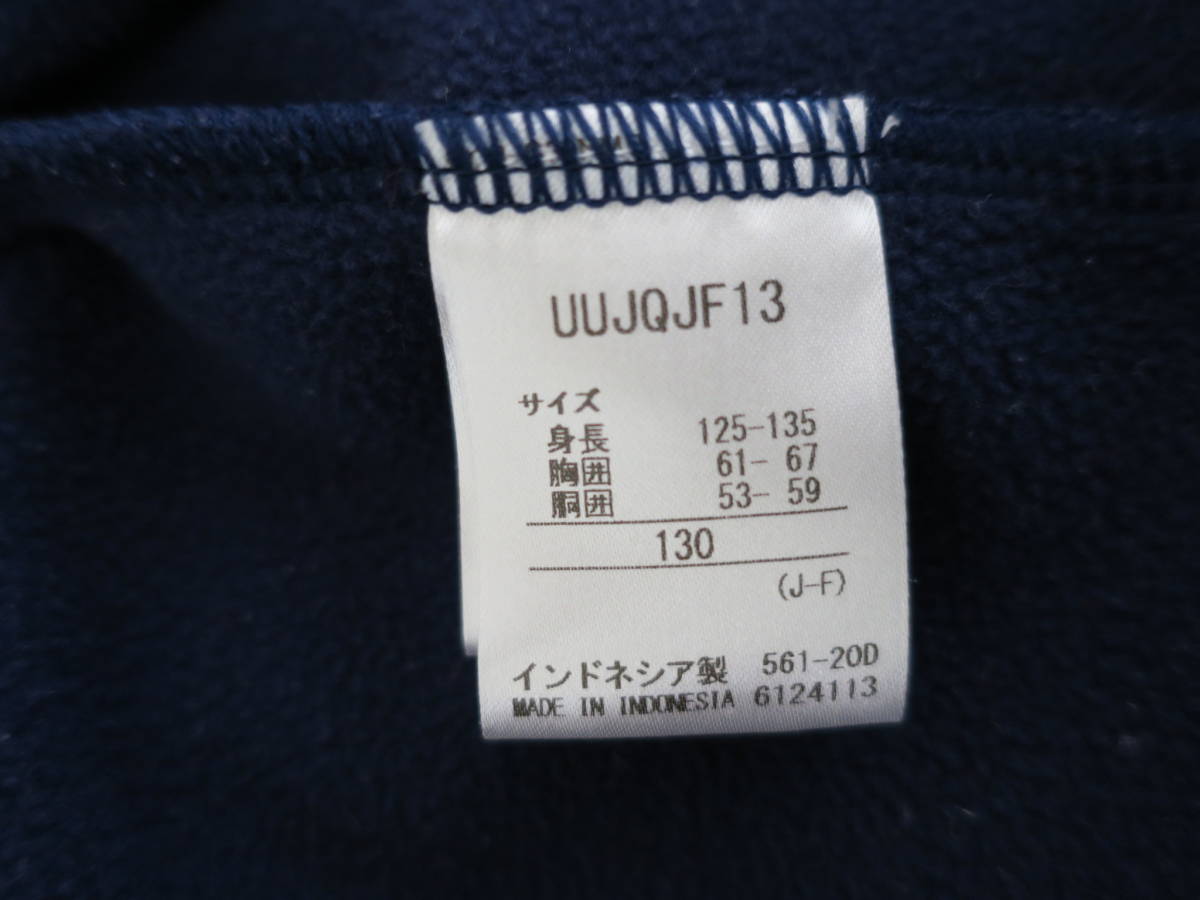 UUJQJF13
サイズ
身長 125-135
胸囲 61- 67
胴囲 53- 59
130
(J-F)
インドネシア製 561-20D
MADE IN INDONESIA 6124113